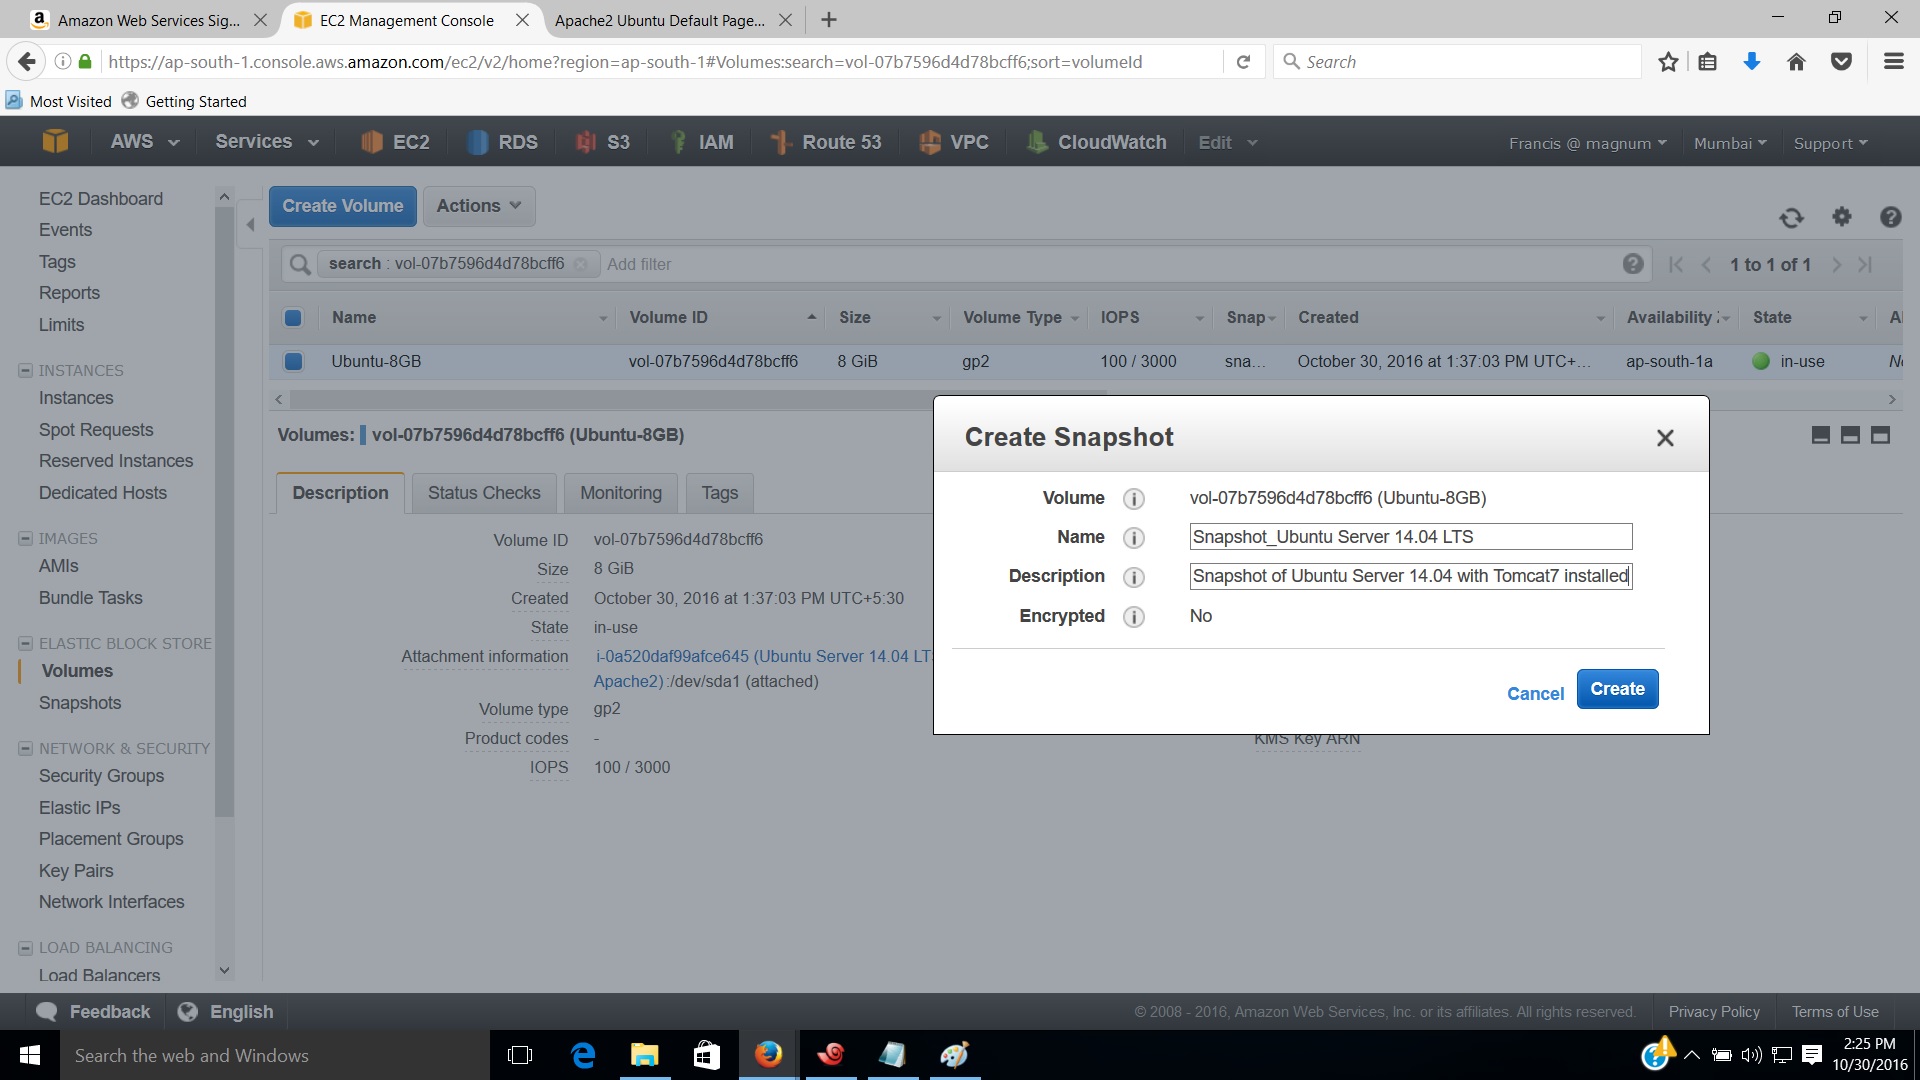 Amazon Web Services Sig...
EC2 Management Console
Apache2 Ubuntu Default Page...
https://ap-south-1.console.aws.amazon.com/ec2/v2/home?region=ap-south-1#Volumes:search=vol-07b7596d4d78bcff6;sort=volumeId
Search
Most Visited
Getting Started
AWS
Services
EC2
RDS
S3
IAM
Route 53
VPC
CloudWatch
Edit
Francis @ magnum
Mumbai
Support
EC2 Dashboard
Events
Tags
Reports
Limits
INSTANCES
Instances
Spot Requests
Reserved Instances
Dedicated Hosts
IMAGES
AMIs
Bundle Tasks
ELASTIC BLOCK STORE
Volumes
Snapshots
NETWORK & SECURITY
Security Groups
Elastic IPs
Placement Groups
Key Pairs
Network Interfaces
LOAD BALANCING
Load Balancers
Create Volume
Actions
search : vol-07b7596d4d78bcff6
Add filter
1 to 1 of 1
Name Volume ID Size Volume Type IOPS Snap Created Availability State
Ubuntu-8GB vol-07b7596d4d78bcff6 8 GiB gp2 100 / 3000 sna... October 30, 2016 at 1:37:03 PM UTC+... ap-south-1a in-use
Volumes: vol-07b7596d4d78bcff6 (Ubuntu-8GB)
Description
Status Checks
Monitoring
Tags
Volume ID vol-07b7596d4d78bcff6
Size 8 GiB
Created October 30, 2016 at 1:37:03 PM UTC+5:30
State in-use
Attachment information i-0a520daf99afce645 (Ubuntu Server 14.04
Apache2):/dev/sda1 (attached)
Volume type gp2
Product codes -
IOPS 100 / 3000
KMS Key ARN
Create Snapshot
Volume vol-07b7596d4d78bcff6 (Ubuntu-8GB)
Name Snapshot_Ubuntu Server 14.04 LTS
Description Snapshot of Ubuntu Server 14.04 with Tomcat7 installed
Encrypted No
Cancel
Create
Feedback
English
© 2008 - 2016, Amazon Web Services, Inc. or its affiliates. All rights reserved.
Privacy Policy
Terms of Use
Search the web and Windows
2:25 PM
10/30/2016